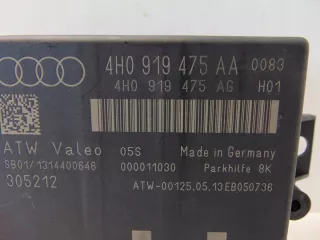 4H0 919 475 AA 0083
4H0 919 475 AG H01
ATW Valeo 05S Made in Germany
9B01/1314400646 000011030 Parkhilfe 8K
305212
ATW-00125.05.13EB050736